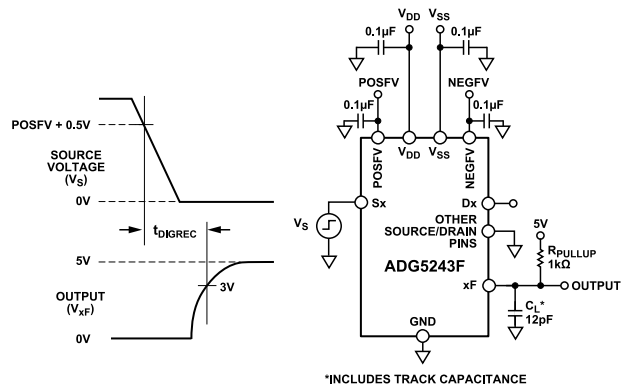 POSFV + 0.5V
SOURCE
VOLTAGE
(VS)
0V
tDIGREC
5V
OUTPUT
(VxF)
3V
0V
VDD
VSS
0.1µF
0.1µF
POSFV
NEGFV
0.1µF
0.1µF
POSFV
VDD
VSS
NEGFV
VS
Sx
Dx
OTHER
SOURCE/DRAIN
PINS
ADG5243F
xF
GND
5V
RPULLUP
1kΩ
OUTPUT
CL*
12pF
*INCLUDES TRACK CAPACITANCE